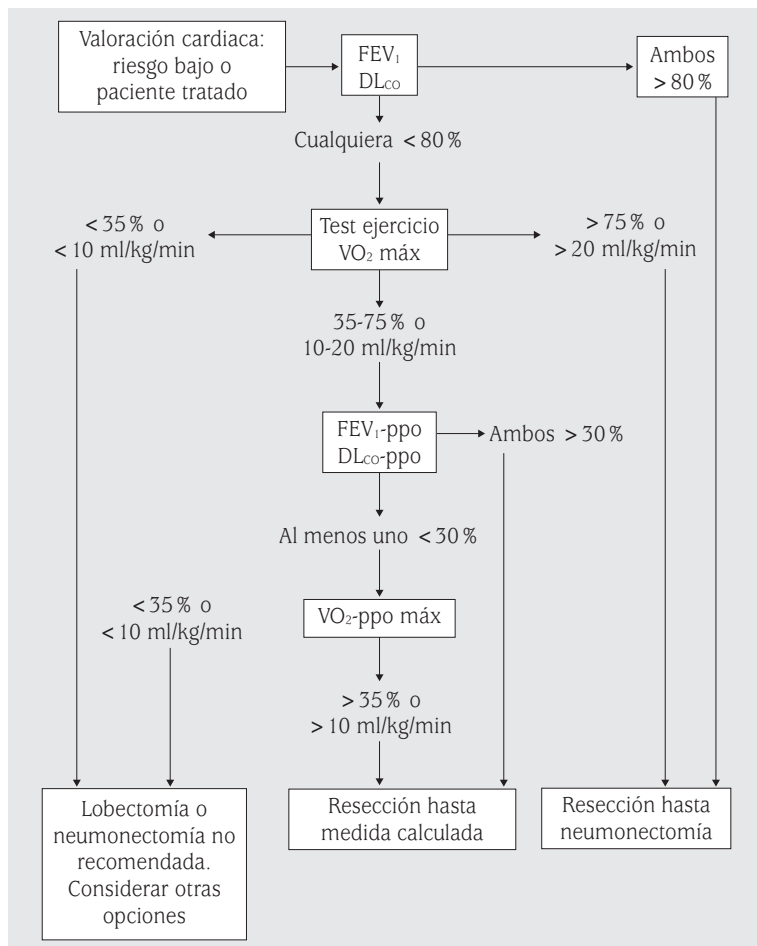 Valoración cardiaca:
riesgo bajo o
paciente tratado
FEV₁
DLco
Ambos
> 80 %
Cualquiera < 80 %
< 35 % o
< 10 ml/kg/min
Test ejercicio
VO₂ máx
> 75 % o
> 20 ml/kg/min
35-75 % o
10-20 ml/kg/min
FEV₁-ppo
DLco-ppo
Ambos > 30 %
Al menos uno < 30 %
< 35 % o
< 10 ml/kg/min
VO₂-ppo máx
> 35 % o
> 10 ml/kg/min
Lobectomía o
neumonectomía no
recomendada.
Considerar otras
opciones
Resección hasta
medida calculada
Resección hasta
neumonectomía